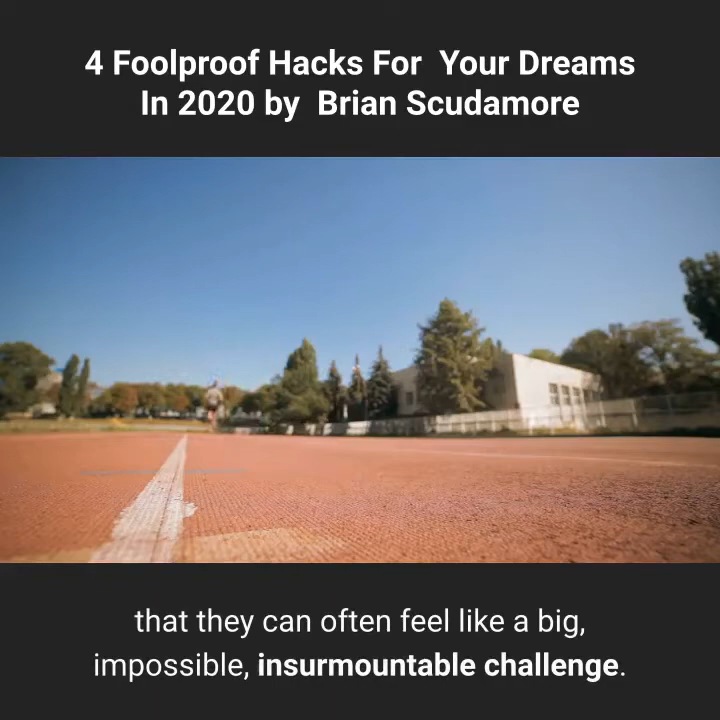 4 Foolproof Hacks For  Your Dreams
In 2020 by  Brian Scudamore
that they can often feel like a big,
impossible, insurmountable challenge.